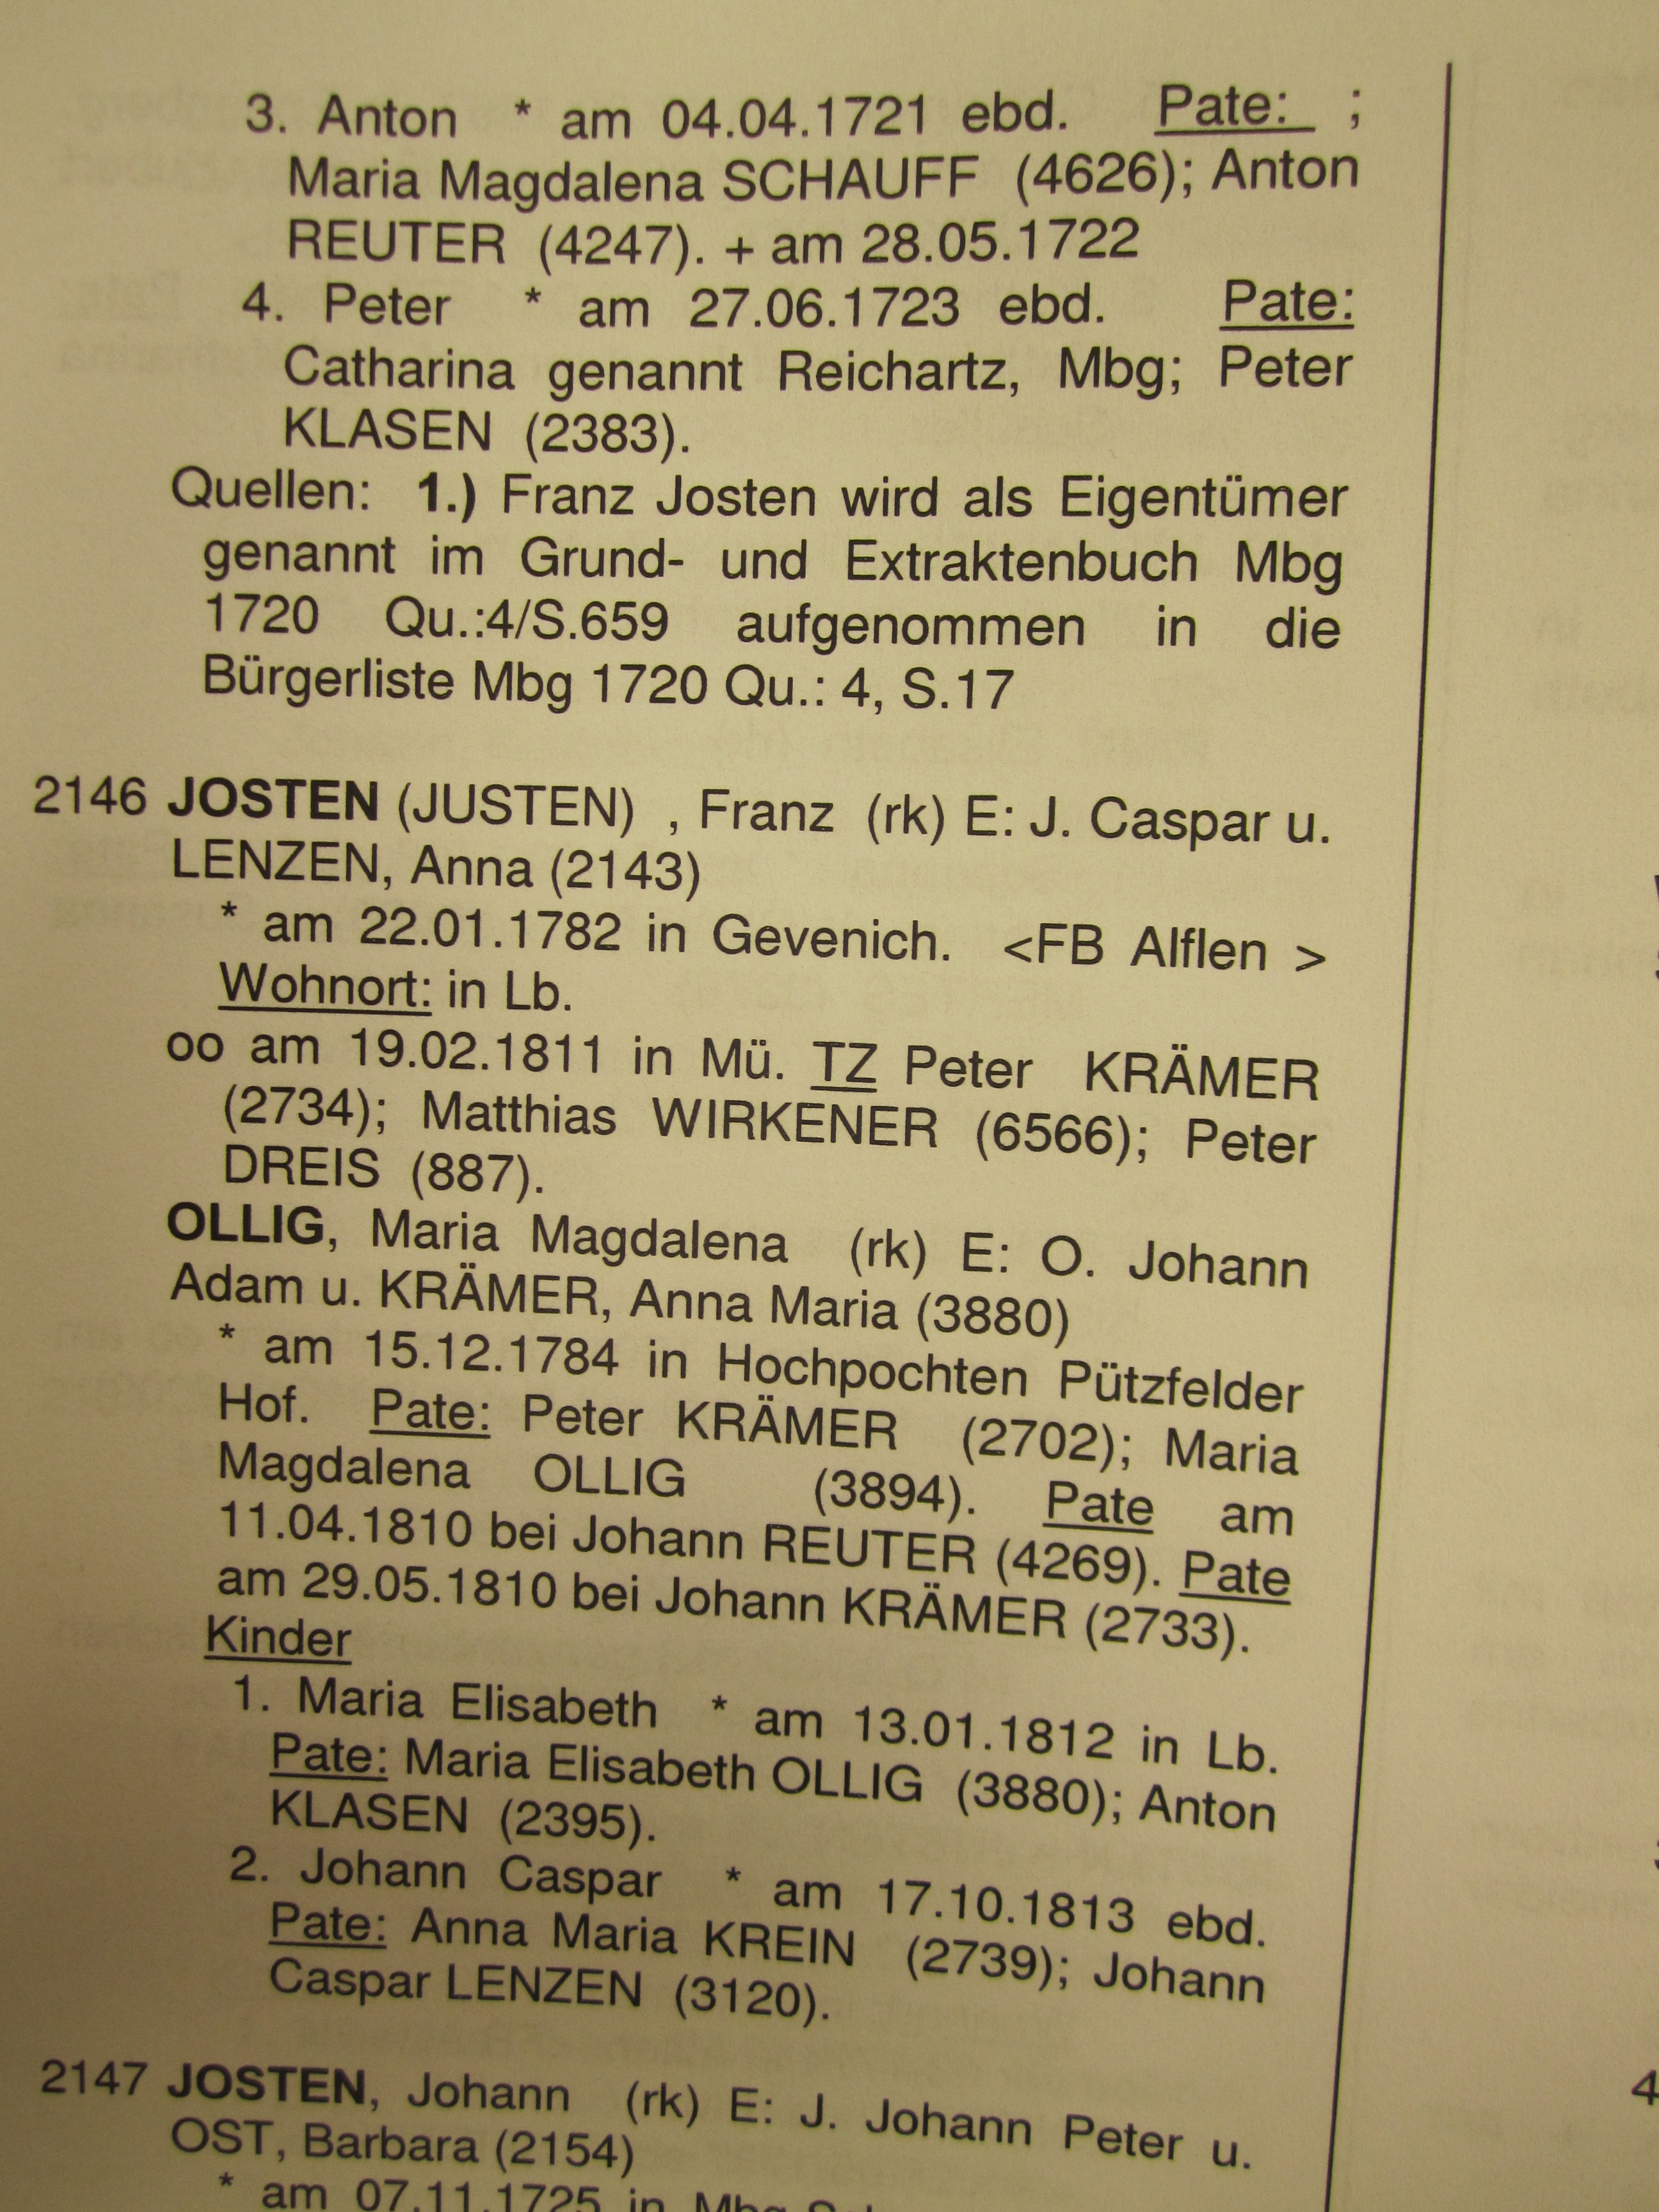 3. Anton * am 04.04.1721 ebd. Pate: ;
Maria Magdalena SCHAUFF (4626); Anton
REUTER (4247). + am 28.05.1722
4. Peter * am 27.06.1723 ebd. Pate:
Catharina genannt Reichartz, Mbg; Peter
KLASEN (2383).
Quellen: 1.) Franz Josten wird als Eigentümer
genannt im Grund- und Extraktenbuch Mbg
1720 Qu.:4/S.659 aufgenommen in die
Bürgerliste Mbg 1720 Qu.: 4, S.17
2146 JOSTEN (JUSTEN) , Franz (rk) E: J. Caspar u.
LENZEN, Anna (2143)
* am 22.01.1782 in Gevenich. <FB Alflen >
Wohnort: in Lb.
oo am 19.02.1811 in Mü. TZ Peter KRÄMER
(2734); Matthias WIRKENER (6566); Peter
DREIS (887).
OLLIG, Maria Magdalena (rk) E: O. Johann
Adam u. KRÄMER, Anna Maria (3880)
* am 15.12.1784 in Hochpochten Pützfelder
Hof. Pate: Peter KRÄMER (2702); Maria
Magdalena OLLIG (3894). Pate am
11.04.1810 bei Johann REUTER (4269). Pate
am 29.05.1810 bei Johann KRÄMER (2733).
Kinder
1. Maria Elisabeth * am 13.01.1812 in Lb.
Pate: Maria Elisabeth OLLIG (3880); Anton
KLASEN (2395).
2. Johann Caspar * am 17.10.1813 ebd.
Pate: Anna Maria KREIN (2739); Johann
Caspar LENZEN (3120).
2147 JOSTEN, Johann (rk) E: J. Johann Peter u.
OST, Barbara (2154)
* am 07.11.1725 in Mbg